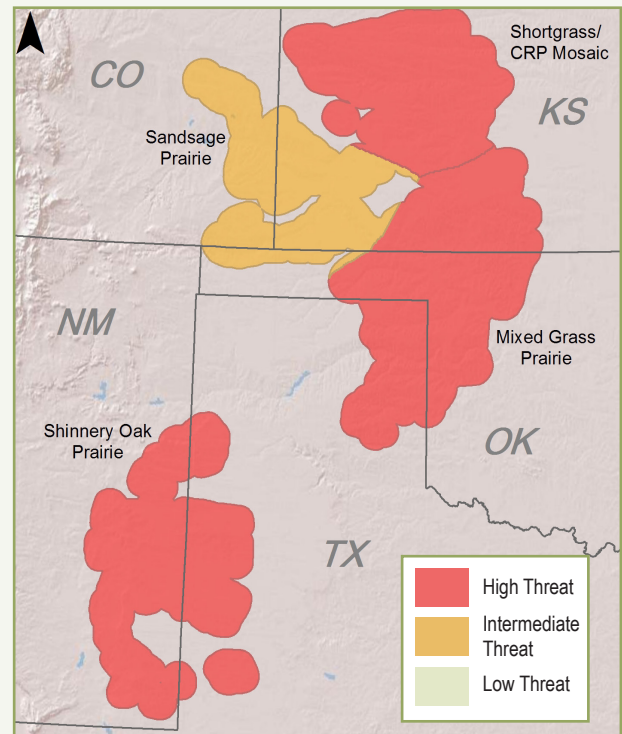 CO
Shortgrass/
CRP Mosaic
KS
Sandsage
Prairie
NM
Mixed Grass
Prairie
Shinnery Oak
Prairie
OK
TX
High Threat
Intermediate
Threat
Low Threat